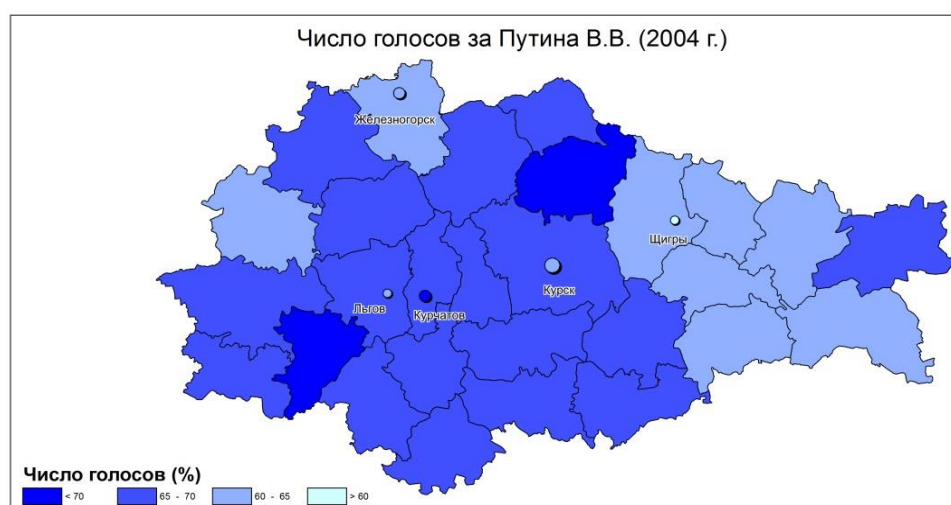 Число голосов за Путина В.В. (2004 г.)
Железногорск
Щигры
Курск
Льгов
Курчатов
Число голосов (%)
< 70 65 - 70 60 - 65 > 60